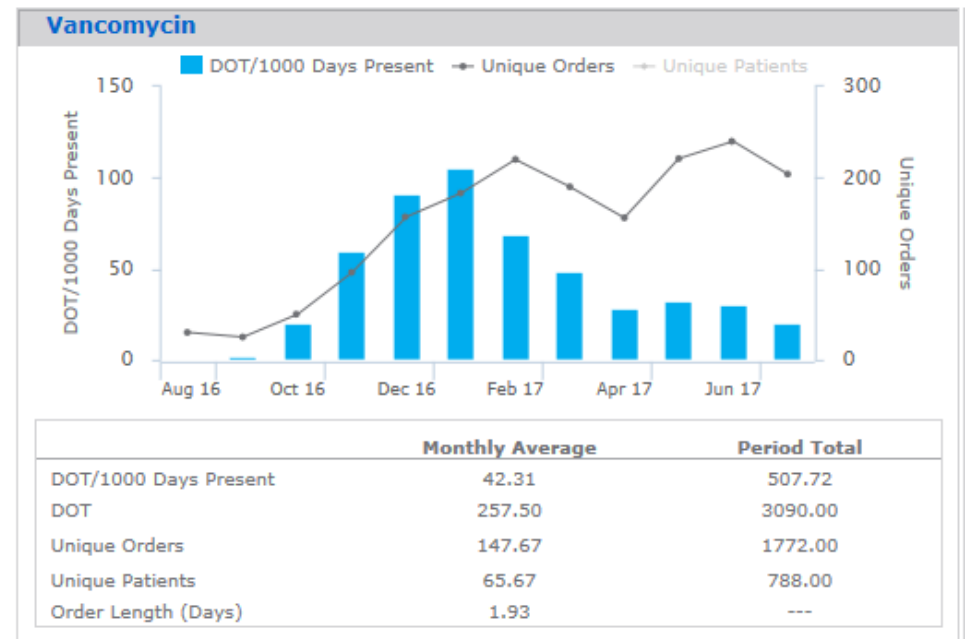 Vancomycin
DOT/1000 Days Present Unique Orders Unique Patients
150 300
100 200
50 100
0 0
DOT/1000 Days Present
Unique Orders
Aug 16 Oct 16 Dec 16 Feb 17 Apr 17 Jun 17
Monthly Average Period Total
DOT/1000 Days Present 42.31 507.72
DOT 257.50 3090.00
Unique Orders 147.67 1772.00
Unique Patients 65.67 788.00
Order Length (Days) 1.93 ---